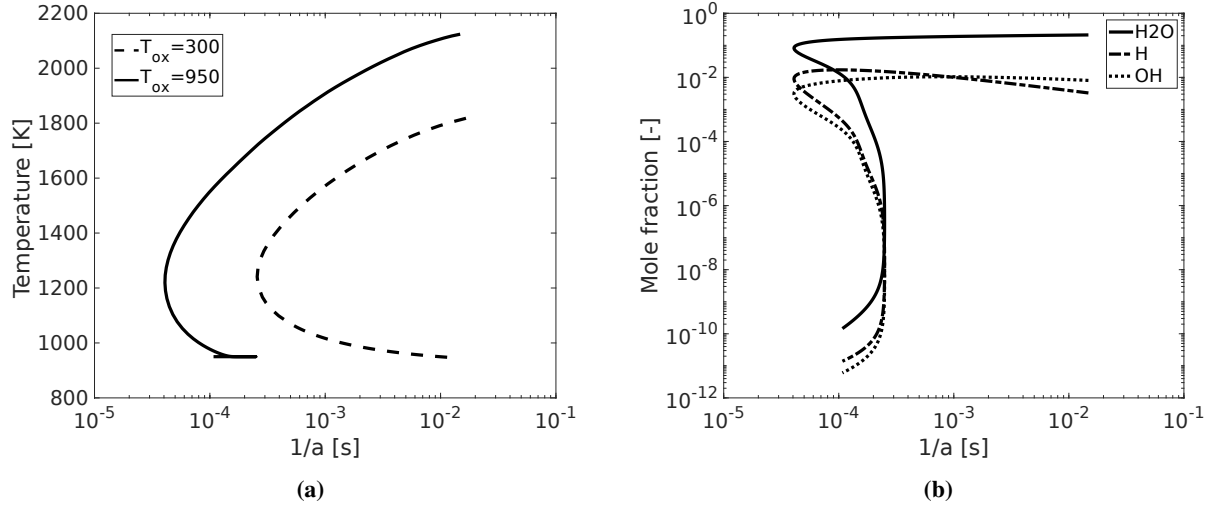 2200
2000
1800
1600
1400
1200
1000
800
Temperature [K]
T_ox=300
T_ox=950
10^-5
10^-4
10^-3
10^-2
10^-1
1/a [s]
(a)
10^0
10^-2
10^-4
10^-6
10^-8
10^-10
10^-12
Mole fraction [-]
H2O
H
OH
10^-5
10^-4
10^-3
10^-2
10^-1
1/a [s]
(b)